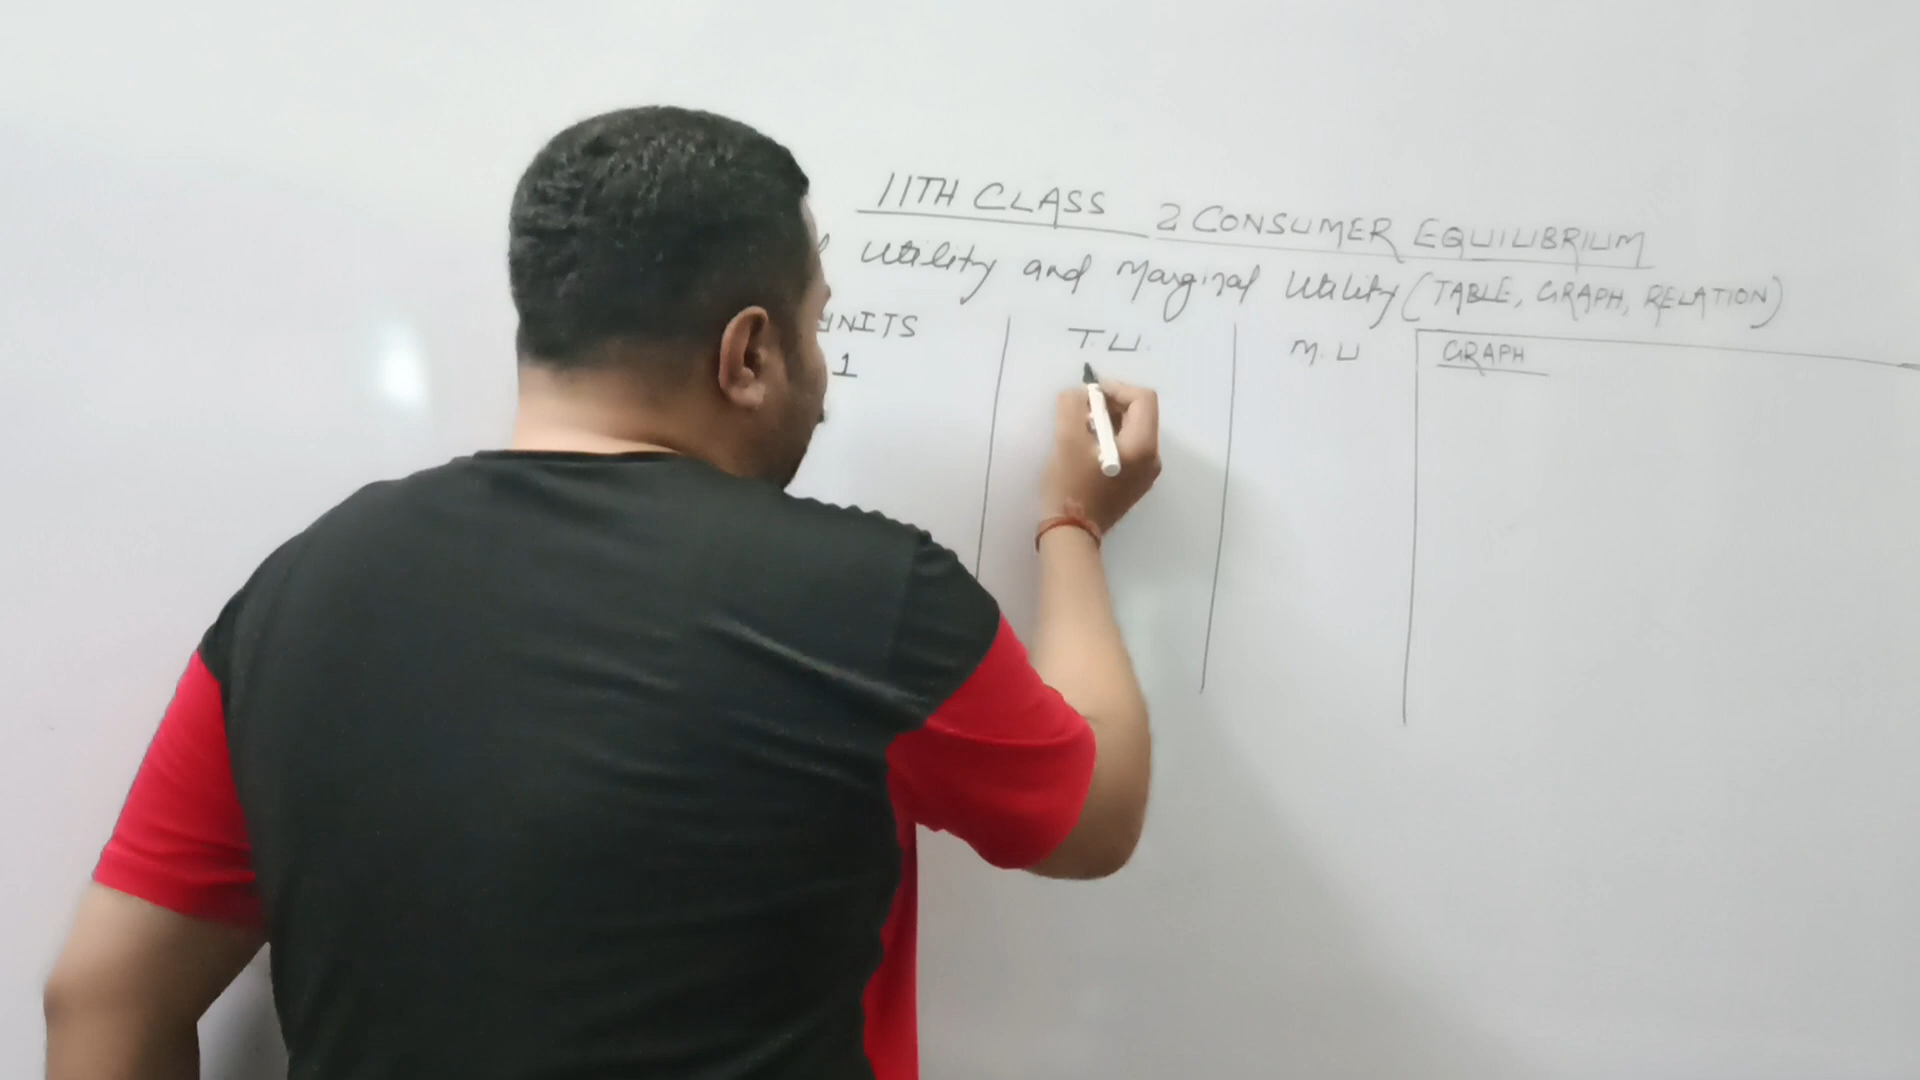 11TH CLASS 2 CONSUMER EQUILIBRIUM
Utility and Marginal Utility (TABLE, GRAPH, RELATION)
UNITS T.U. M.U GRAPH
1